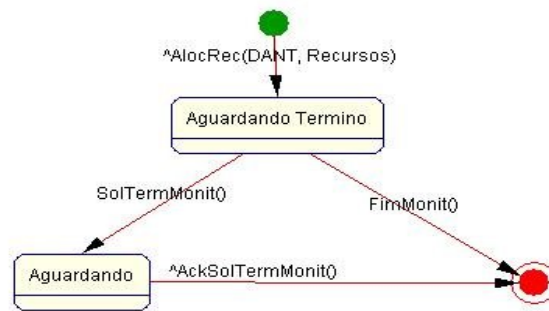 ^AlocRec(DANT, Recursos)
Aguardando Termino
SolTermMonit()
FimMonit()
Aguardando
^AckSolTermMonit()